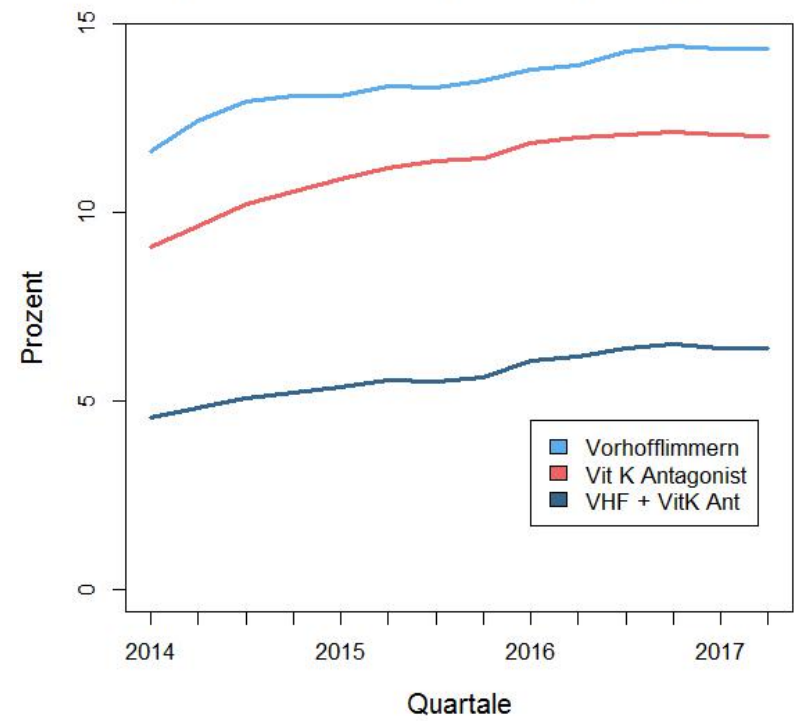 15
10
5
0
Prozent
Vorhofflimmern
Vit K Antagonist
VHF + VitK Ant
2014 2015 2016 2017
Quartale